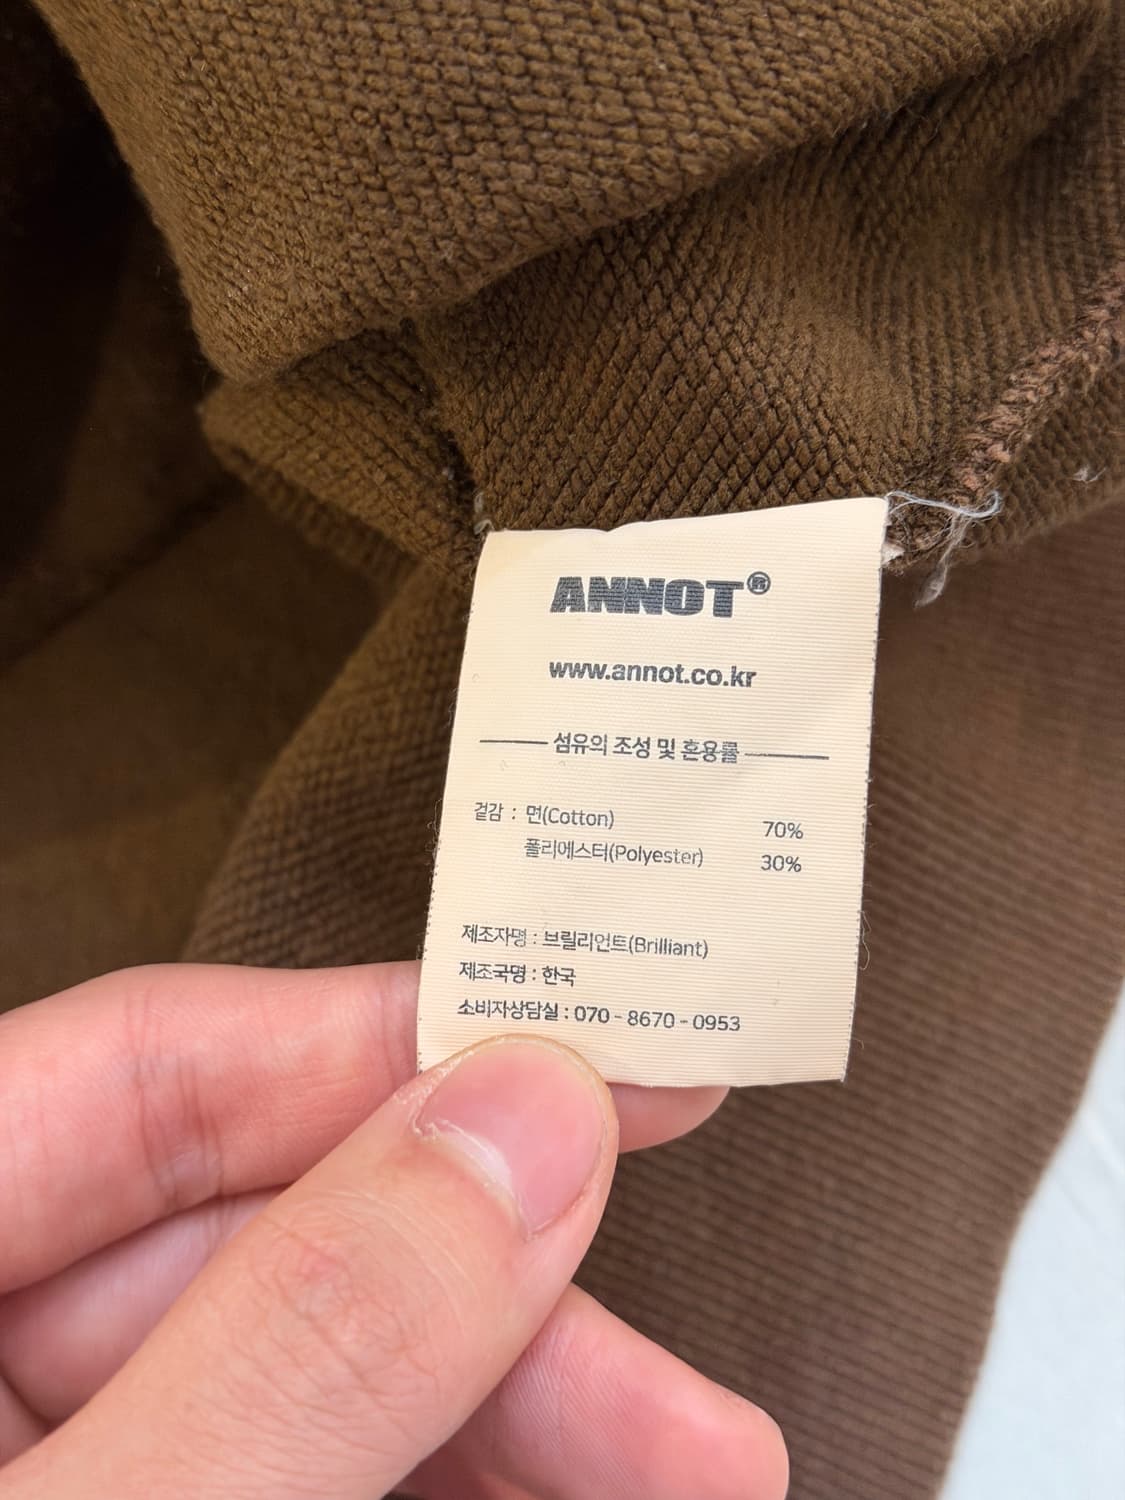 ANNOT®
www.annot.co.kr
섬유의 조성 및 혼용률
겉감 : 면(Cotton) 70%
폴리에스터(Polyester) 30%
제조자명 : 브릴리언트(Brilliant)
제조국명 : 한국
소비자상담실 : 070 - 8670 - 0953